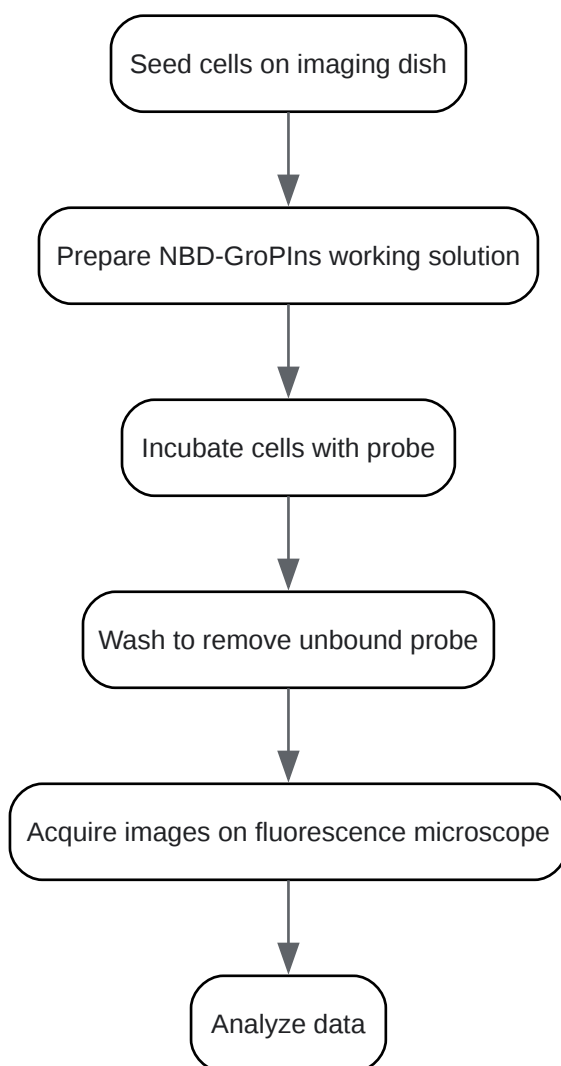 Seed cells on imaging dish
Prepare NBD-GroPIns working solution
Incubate cells with probe
Wash to remove unbound probe
Acquire images on fluorescence microscope
Analyze data